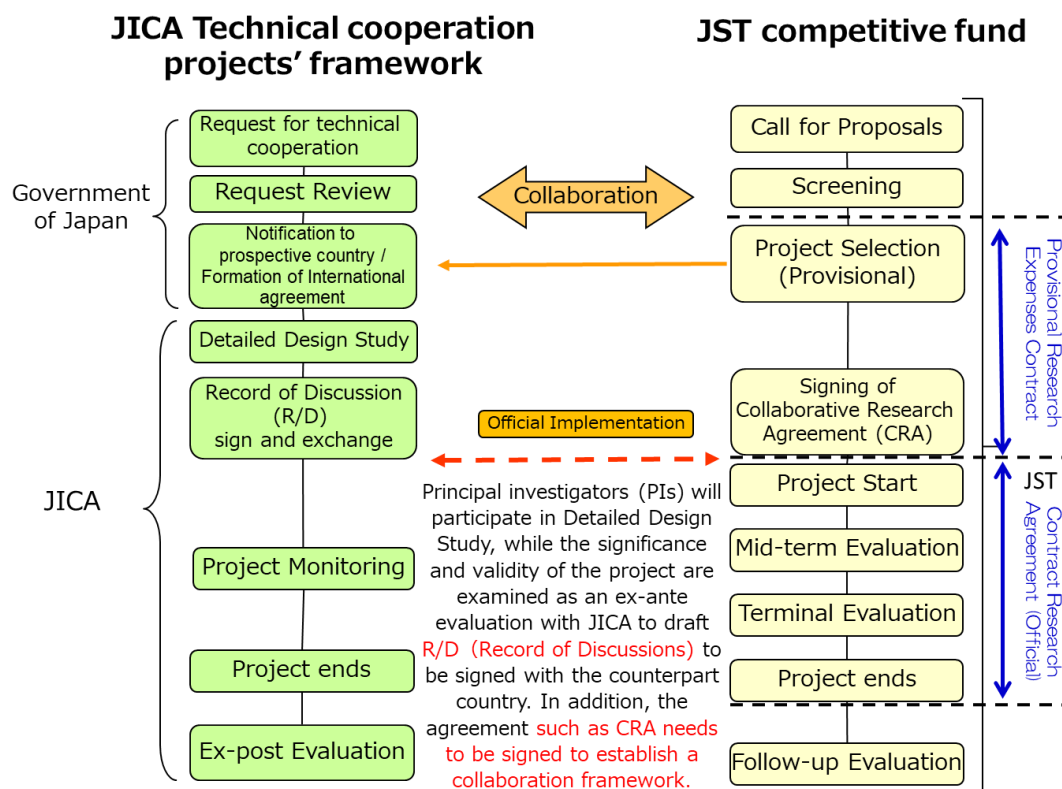 JICA Technical cooperation
projects’ framework
JST competitive fund
Government
of Japan
Request for technical
cooperation
Request Review
Notification to
prospective country /
Formation of International
agreement
JICA
Detailed Design Study
Record of Discussion
(R/D)
sign and exchange
Project Monitoring
Project ends
Ex-post Evaluation
Collaboration
Official Implementation
Principal investigators (PIs) will
participate in Detailed Design
Study, while the significance
and validity of the project are
examined as an ex-ante
evaluation with JICA to draft
R/D（Record of Discussions) to
be signed with the counterpart
country. In addition, the
agreement such as CRA needs
to be signed to establish a
collaboration framework.
Call for Proposals
Screening
Project Selection
(Provisional)
Signing of
Collaborative Research
Agreement (CRA)
Project Start
Mid-term Evaluation
Terminal Evaluation
Project ends
Follow-up Evaluation
Provisional Research
Expenses Contract
JST
Contract Research
Agreement (Official)